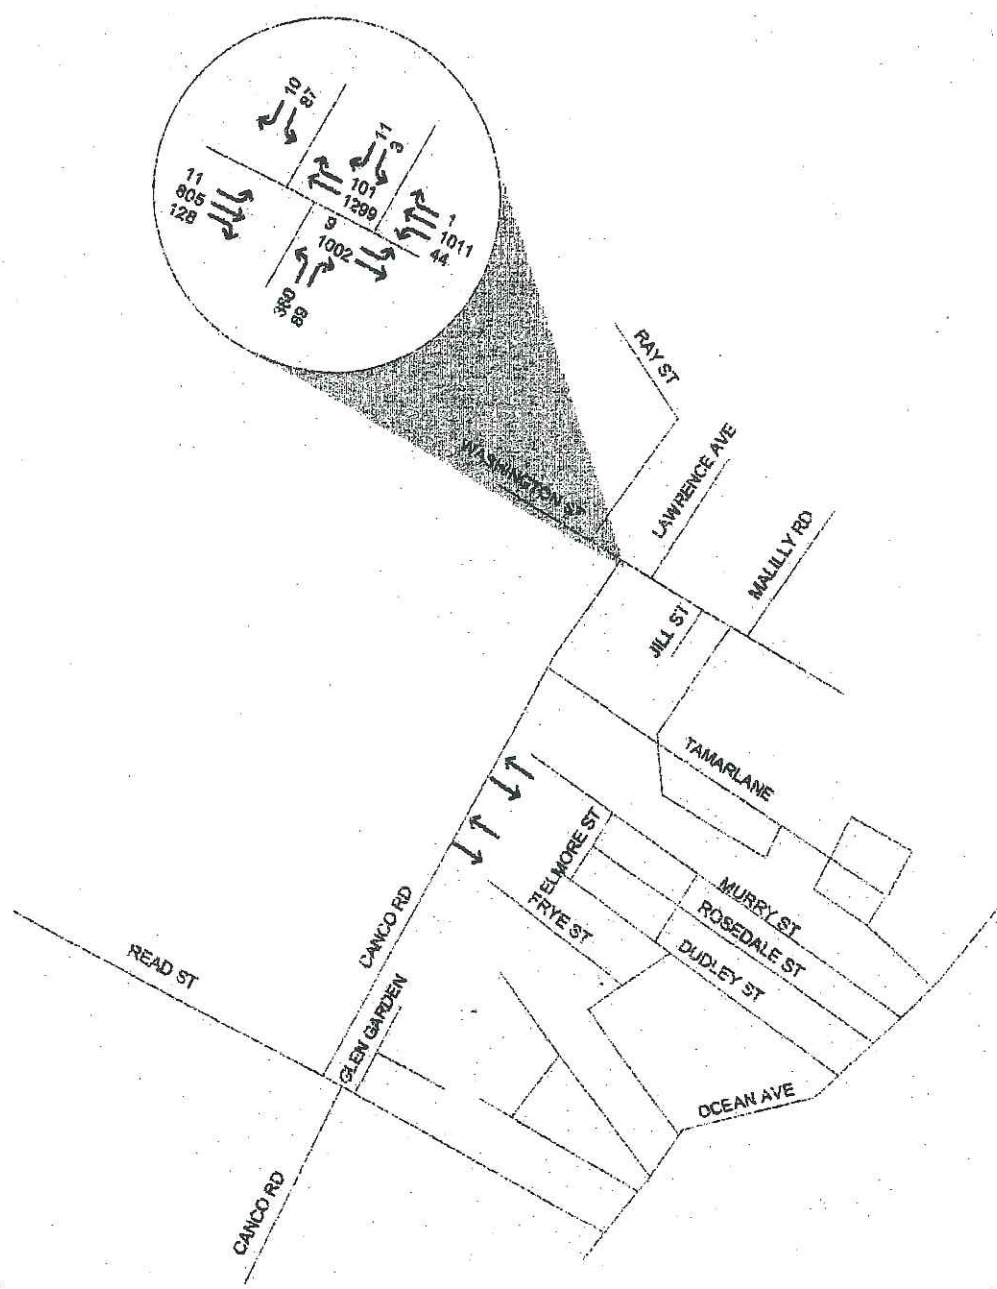 10
87
11
3
11
805
128
101
1299
1
1011
44
9
1002
380
89
RAY ST
WASHINGTON ST
LAWRENCE AVE
MALILLY RD
JILL ST
TAMARLANE
ELMORE ST
FRYE ST
MURRY ST
ROSEDALE ST
DUDLEY ST
CANCO RD
READ ST
GLEN GARDEN
OCEAN AVE
CANCO RD